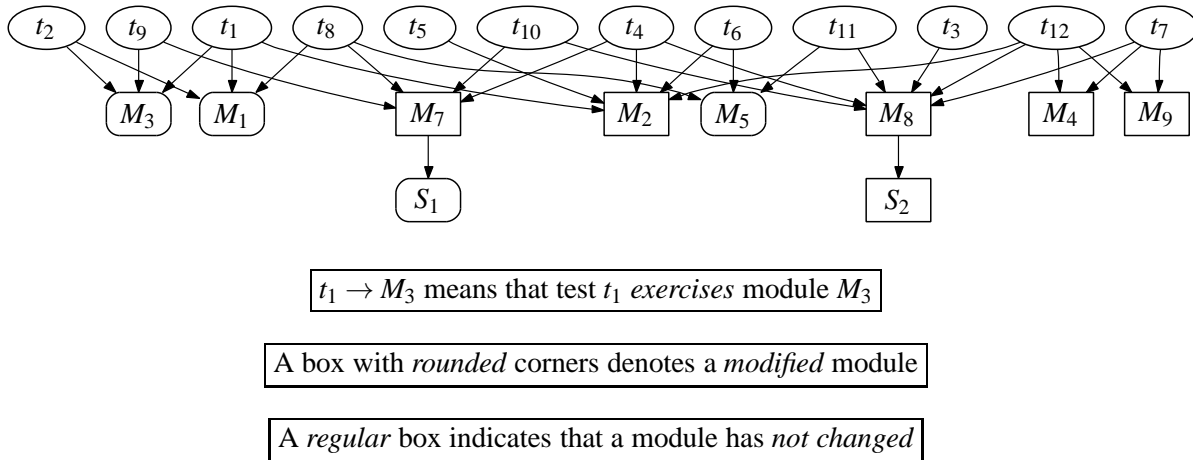 t₂ t₉ t₁ t₈ t₅ t₁₀ t₄ t₆ t₁₁ t₃ t₁₂ t₇
M₃ M₁ M₇ M₂ M₅ M₈ M₄ M₉
S₁ S₂
t₁ → M₃ means that test t₁ exercises module M₃
A box with rounded corners denotes a modified module
A regular box indicates that a module has not changed